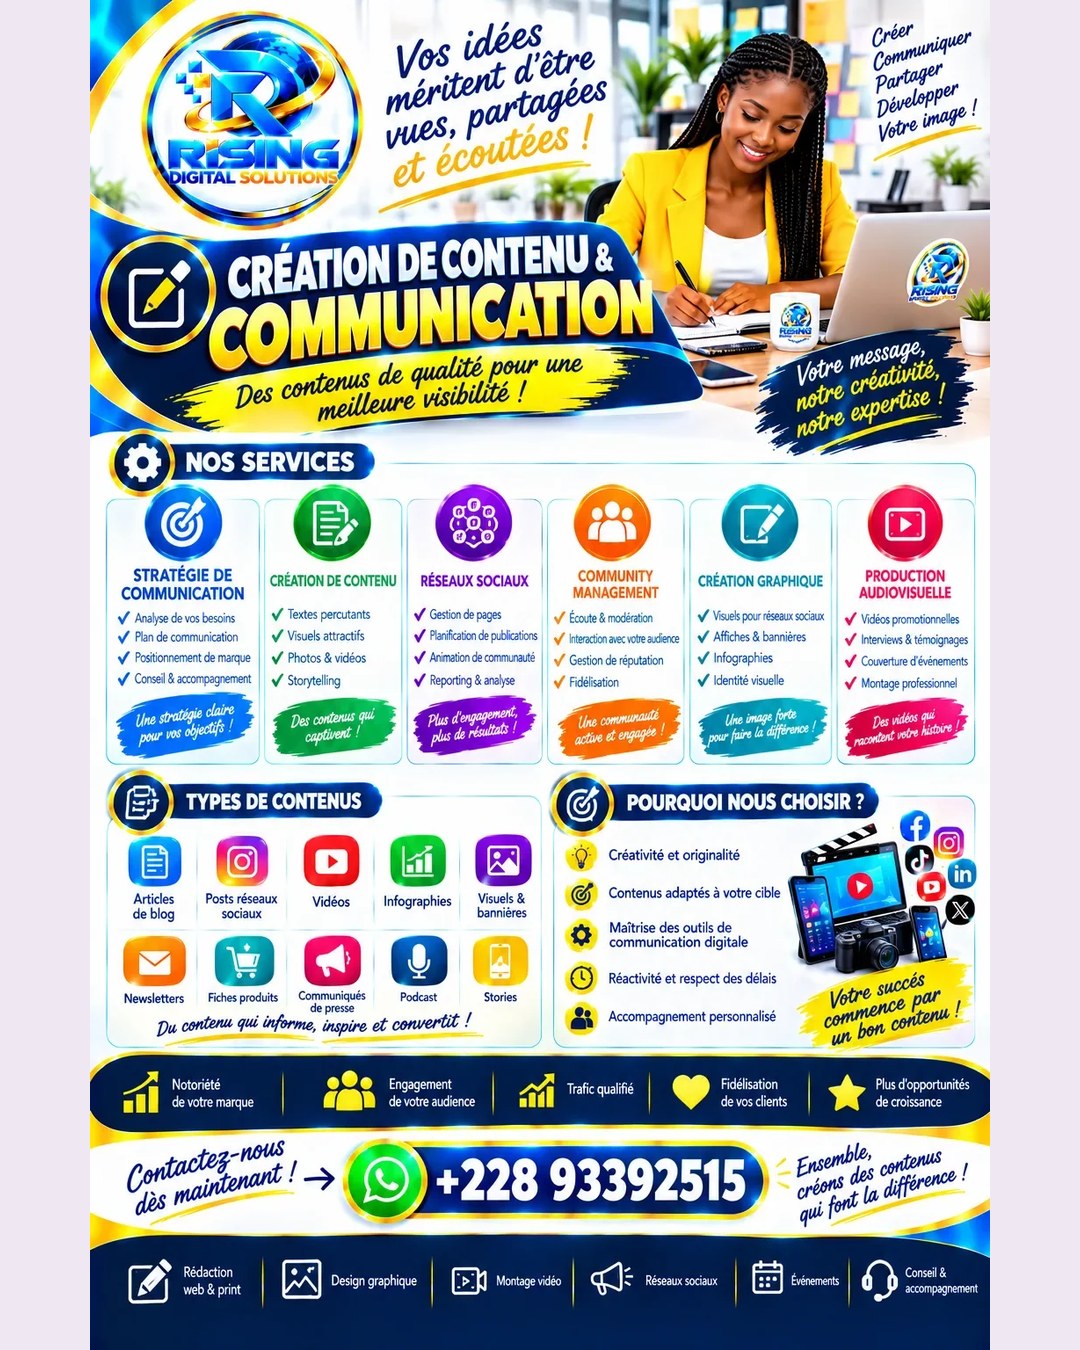 RISING
DIGITAL SOLUTIONS
Vos idées
méritent d'être
vues, partagées
et écoutées !
Créer
Communiquer
Partager
Développer
Votre image !
CRÉATION DE CONTENU &
COMMUNICATION
Des contenus de qualité pour une
meilleure visibilité !
RISING
RISING
Votre message,
notre créativité,
notre expertise !
NOS SERVICES
STRATÉGIE DE
COMMUNICATION
Analyse de vos besoins
Plan de communication
Positionnement de marque
Conseil & accompagnement
Une stratégie claire
pour vos objectifs !
CRÉATION DE CONTENU
Textes percutants
Visuels attractifs
Photos & vidéos
Storytelling
Des contenus qui
captivent !
RÉSEAUX SOCIAUX
Gestion de pages
Planification de publications
Animation de communauté
Reporting & analyse
Plus d'engagement,
plus de résultats !
COMMUNITY
MANAGEMENT
Écoute & modération
Interaction avec votre audience
Gestion de réputation
Fidélisation
Une communauté
active et engagée !
CRÉATION GRAPHIQUE
Visuels pour réseaux sociaux
Affiches & bannières
Infographies
Identité visuelle
Une image forte
pour faire la différence !
PRODUCTION
AUDIOVISUELLE
Vidéos promotionnelles
Interviews & témoignages
Couverture d'événements
Montage professionnel
Des vidéos qui
racontent votre histoire !
TYPES DE CONTENUS
Articles
de blog
Posts réseaux
sociaux
Vidéos
Infographies
Visuels &
bannières
Newsletters
Fiches produits
Communiqués
de presse
Podcast
Stories
Du contenu qui informe, inspire et convertit !
POURQUOI NOUS CHOISIR ?
Créativité et originalité
Contenus adaptés à votre cible
Maîtrise des outils de
communication digitale
Réactivité et respect des délais
Accompagnement personnalisé
Votre succés
commence par
un bon contenu !
Notoriété
de votre marque
Engagement
de votre audience
Trafic qualifié
Fidélisation
de vos clients
Plus d'opportunités
de croissance
Contactez-nous
dès maintenant !
+228 93392515
Ensemble,
créons des contenus
qui font la différence !
Rédaction
web & print
Design graphique
Montage vidéo
Réseaux sociaux
Événements
Conseil &
accompagnement